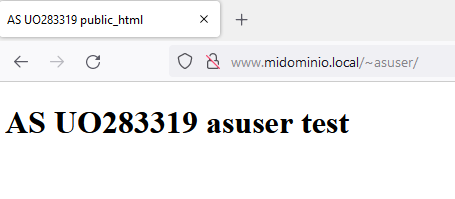 AS UO283319 public_html
www.midominio.local/~asuser/
AS UO283319 asuser test